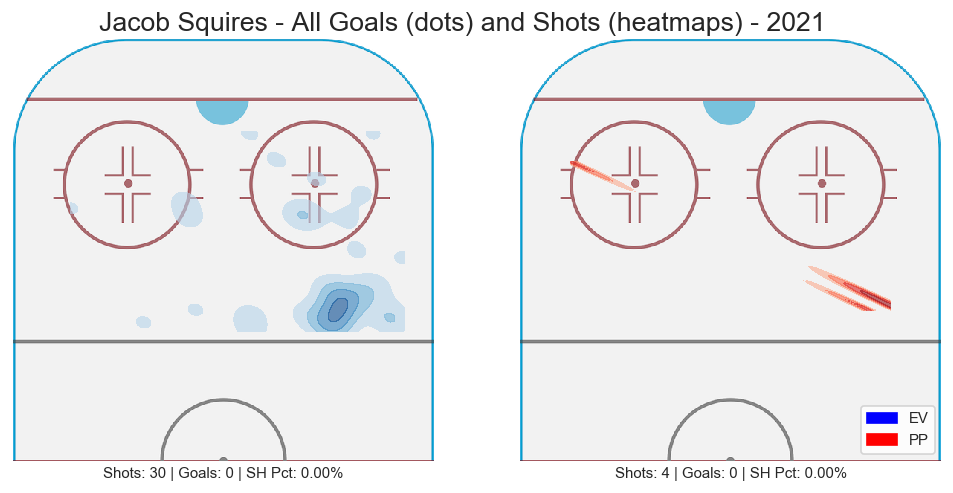 Jacob Squires - All Goals (dots) and Shots (heatmaps) - 2021
EV
PP
Shots: 30 | Goals: 0 | SH Pct: 0.00%
Shots: 4 | Goals: 0 | SH Pct: 0.00%